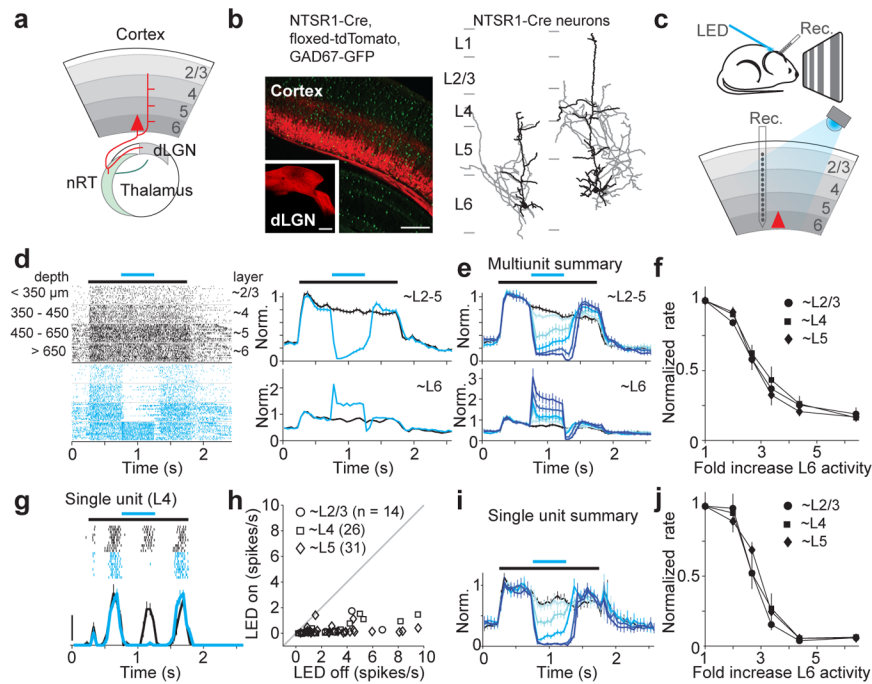 a
Cortex
2/3
4
5
6
dLGN
nRT
Thalamus
b
NTSR1-Cre,
floxed-tdTomato,
GAD67-GFP
Cortex
dLGN
NTSR1-Cre neurons
L1
L2/3
L4
L5
L6
c
LED
Rec.
Rec.
2/3
4
5
6
d
depth
layer
< 350 µm
~2/3
350 - 450
~4
450 - 650
~5
> 650
~6
0 1 2
Time (s)
~L2-5
Norm.
1
0
~L6
Norm.
2
1
0
0 1 2
Time (s)
e
Multiunit summary
~L2-5
Norm.
1
0
~L6
Norm.
3
2
1
0
0 1 2
Time (s)
f
Normalized rate
1
0.5
0
~L2/3
~L4
~L5
1 3 5
Fold increase L6 activity
g
Single unit (L4)
0 1 2
Time (s)
h
LED on (spikes/s)
10
8
6
4
2
0
~L2/3 (n = 14)
~L4 (26)
~L5 (31)
0 2 4 6 8 10
LED off (spikes/s)
i
Single unit summary
Norm.
1
0
0 1 2
Time (s)
j
Normalized rate
1
0.5
0
~L2/3
~L4
~L5
1 3 5
Fold increase L6 activity